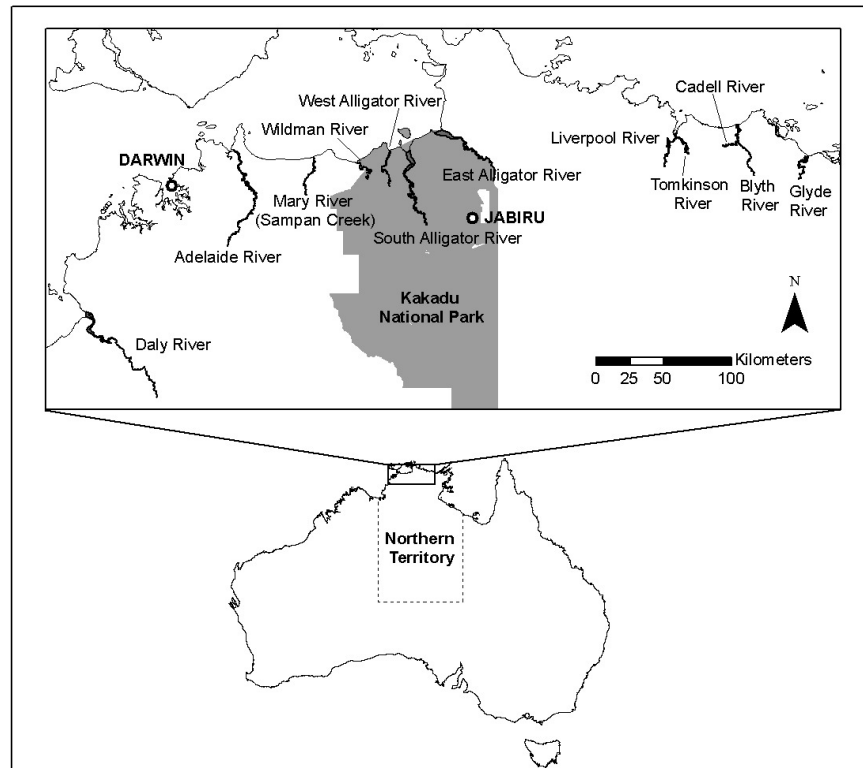 Cadell River
West Alligator River
Wildman River
Liverpool River
DARWIN
East Alligator River
Tomkinson
River
Blyth
River
Glyde
River
Mary River
(Sampan Creek)
JABIRU
South Alligator River
Adelaide River
Kakadu
National Park
N
Daly River
Kilometers
0 25 50 100
Northern
Territory